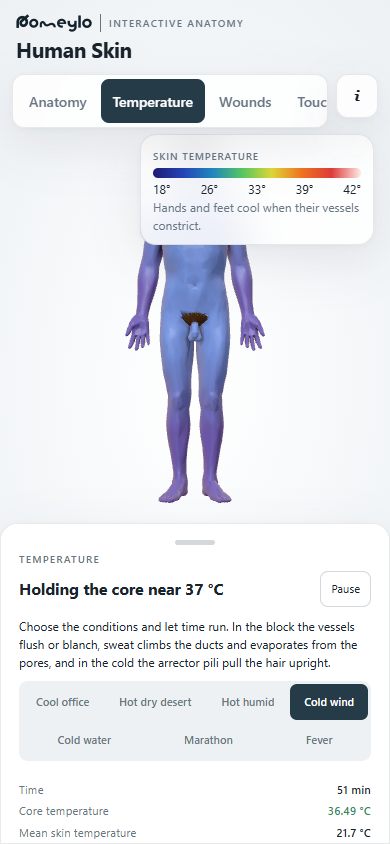 Domeylo | INTERACTIVE ANATOMY
Human Skin
Anatomy Temperature Wounds Touc i
SKIN TEMPERATURE
18° 26° 33° 39° 42°
Hands and feet cool when their vessels
constrict.
TEMPERATURE
Holding the core near 37 °C
Pause
Choose the conditions and let time run. In the block the vessels
flush or blanch, sweat climbs the ducts and evaporates from the
pores, and in the cold the arrector pili pull the hair upright.
Cool office Hot dry desert Hot humid Cold wind
Cold water Marathon Fever
Time 51 min
Core temperature 36.49 °C
Mean skin temperature 21.7 °C